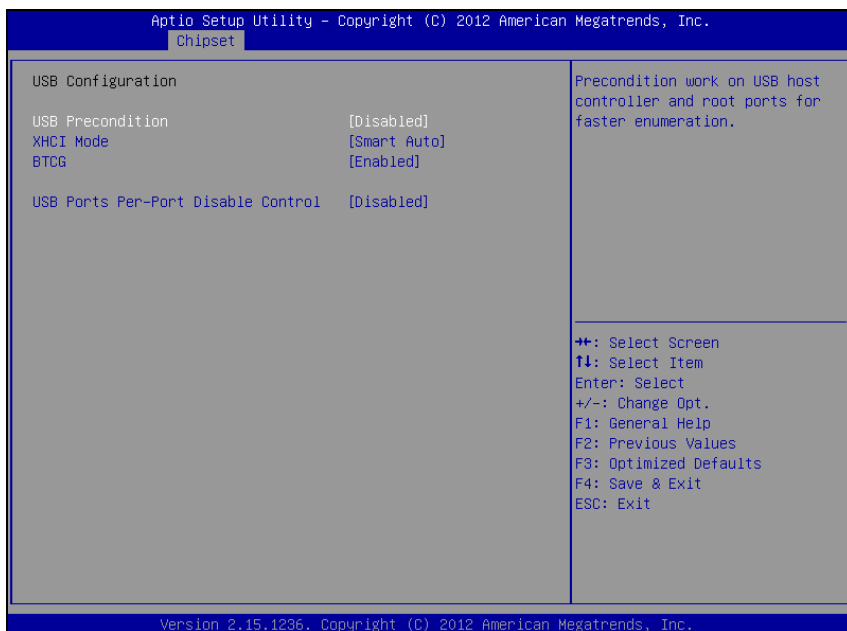 Aptio Setup Utility – Copyright (C) 2012 American Megatrends, Inc.
Chipset
USB Configuration
USB Precondition [Disabled]
XHCI Mode [Smart Auto]
BTCG [Enabled]
USB Ports Per-Port Disable Control [Disabled]
Precondition work on USB host
controller and root ports for
faster enumeration.
→←: Select Screen
↑↓: Select Item
Enter: Select
+/-: Change Opt.
F1: General Help
F2: Previous Values
F3: Optimized Defaults
F4: Save & Exit
ESC: Exit
Version 2.15.1236. Copyright (C) 2012 American Megatrends, Inc.